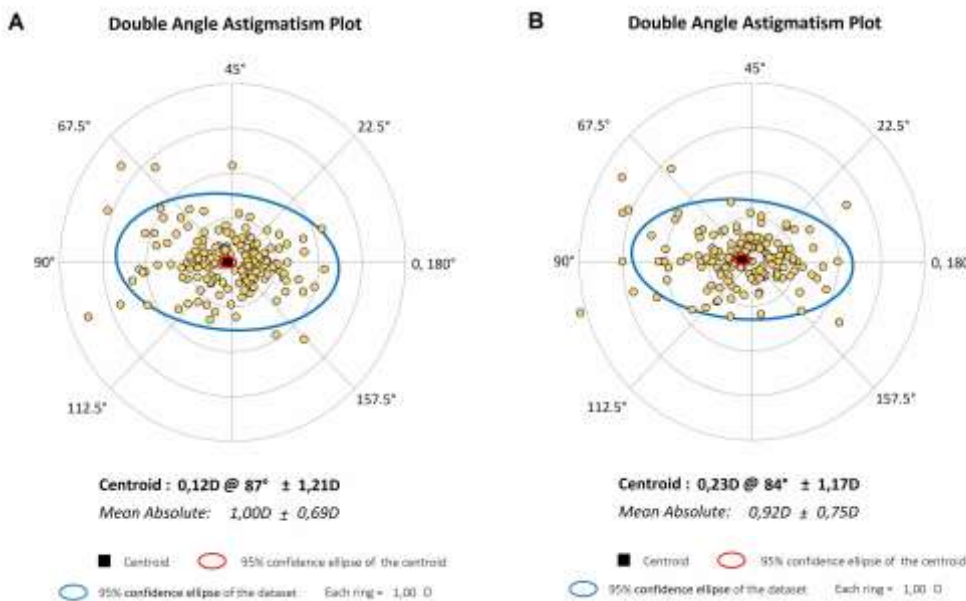 A
Double Angle Astigmatism Plot
45°
67.5°
22.5°
90°
0, 180°
112.5°
157.5°
Centroid : 0,12D @ 87° ± 1,21D
Mean Absolute: 1,00D ± 0,69D
Centroid
95% confidence ellipse of the centroid
95% confidence ellipse of the dataset
Each ring = 1,00 D
B
Double Angle Astigmatism Plot
45°
67.5°
22.5°
90°
0, 180°
112.5°
157.5°
Centroid : 0,23D @ 84° ± 1,17D
Mean Absolute: 0,92D ± 0,75D
Centroid
95% confidence ellipse of the centroid
95% confidence ellipse of the dataset
Each ring = 1,00 D